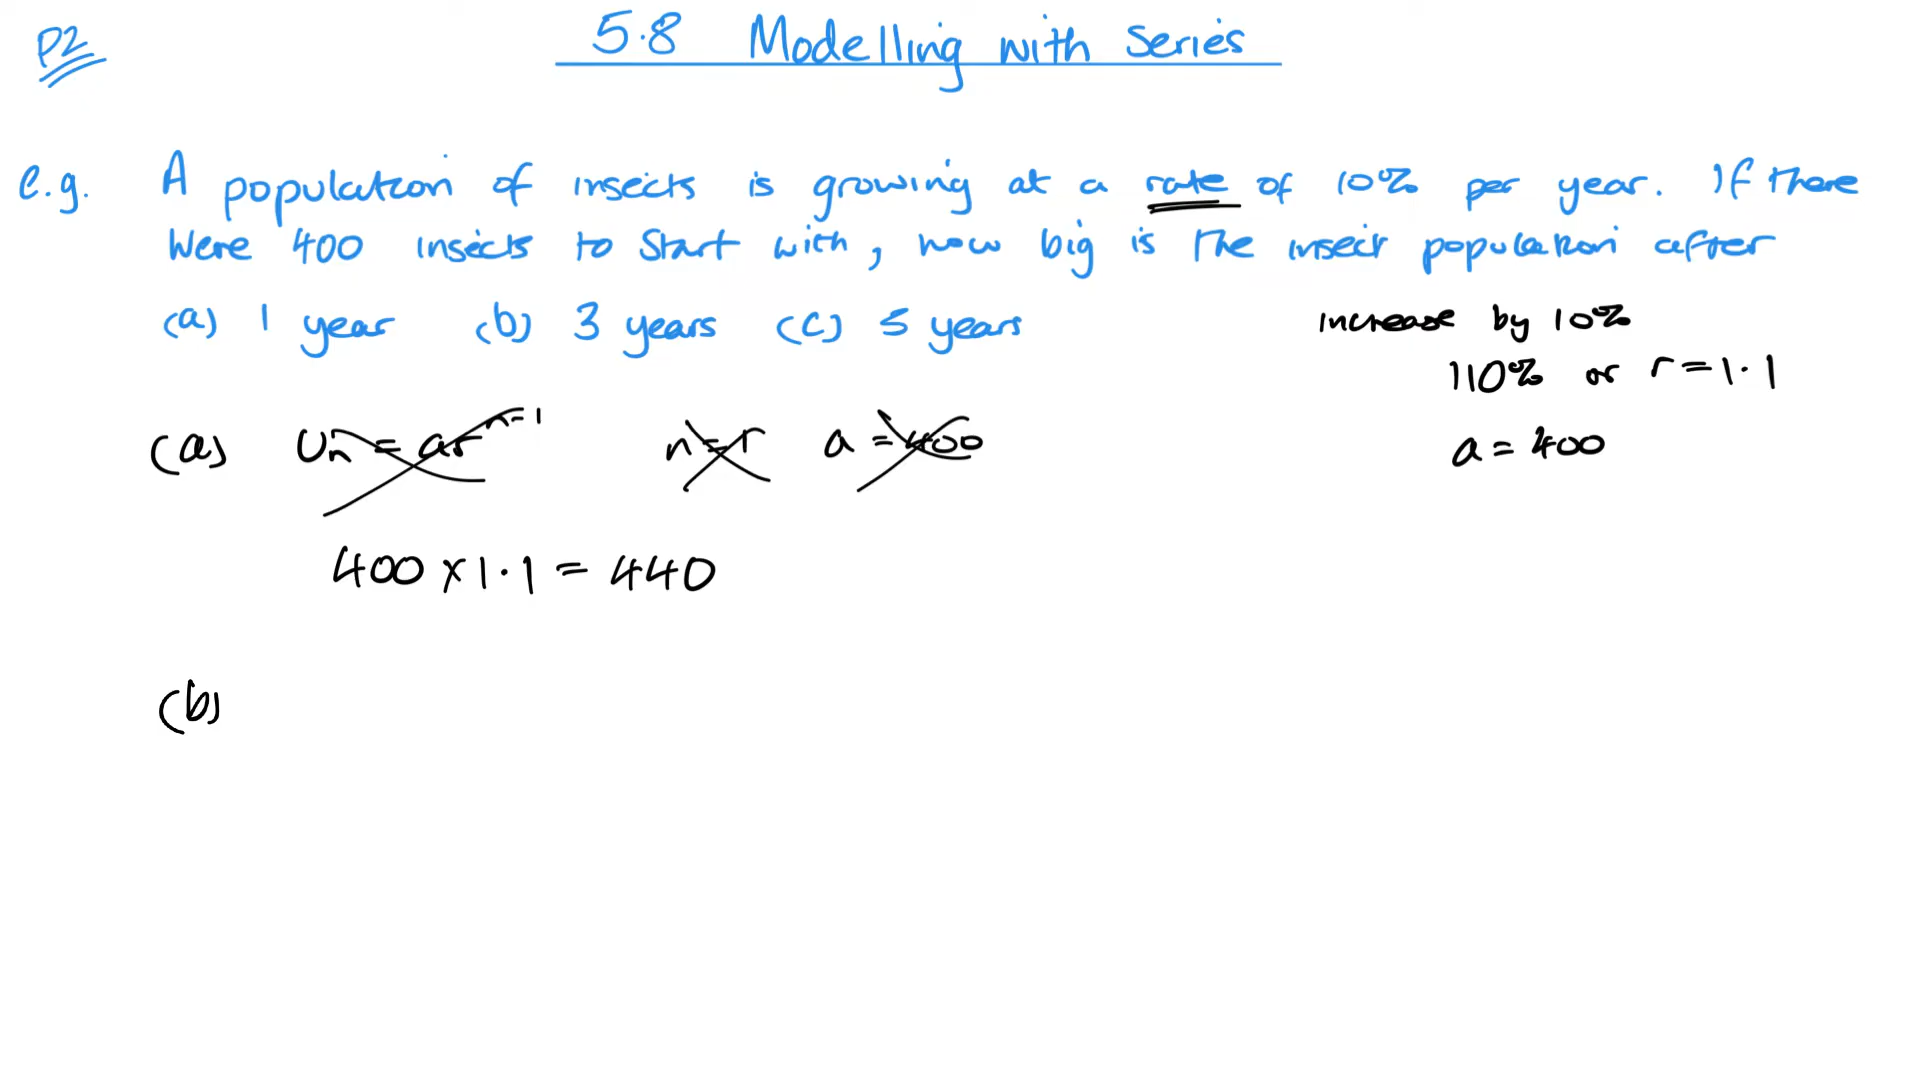 P2
5.8 Modelling with Series
e.g. A population of insects is growing at a rate of 10% per year. If there
were 400 insects to start with, how big is the insect population after
(a) 1 year (b) 3 years (c) 5 years
increase by 10%
110% or r = 1.1
a = 400
(a) Un = ar^n-1 n = r a = 400
400 x 1.1 = 440
(b)